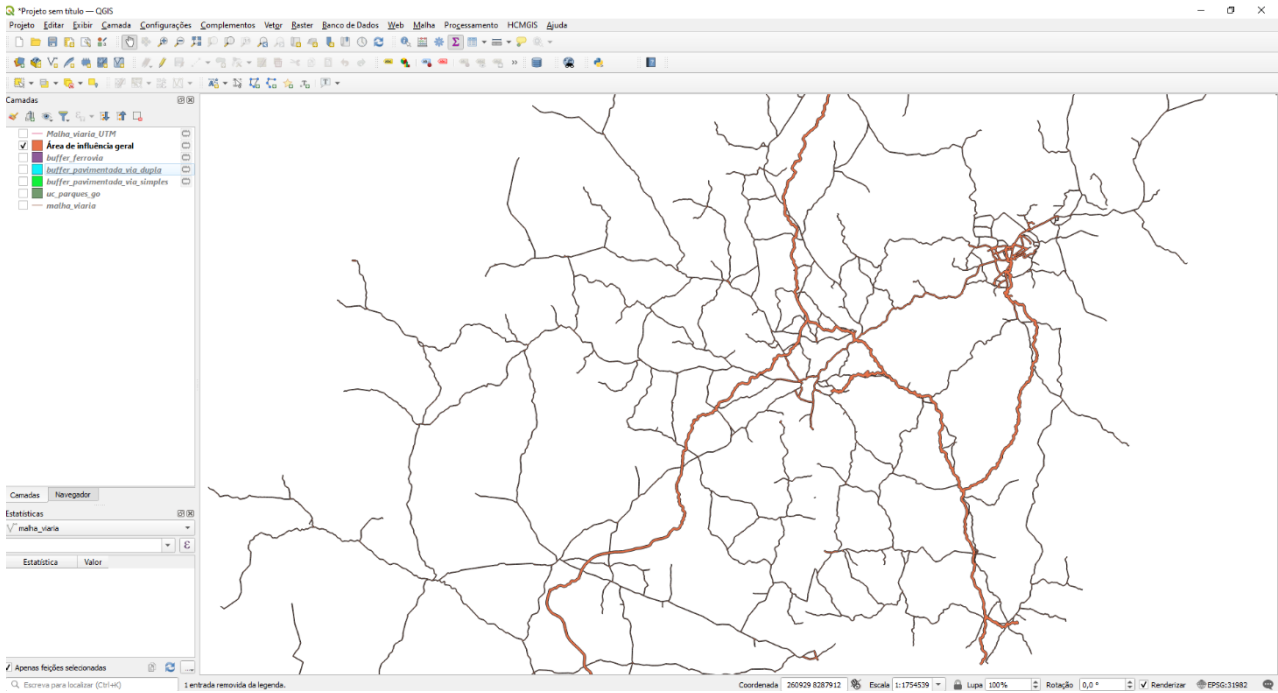 *Projeto sem título — QGIS
Projeto Editar Exibir Camada Configurações Complementos Vetor Raster Banco de Dados Web Malha Processamento HCMGIS Ajuda
Camadas
Malha_viaria_UTM
Área de influência geral
buffer_ferrovia
buffer_pavimentada_via_dupla
buffer_pavimentada_via_simples
uc_parques_go
malha_viaria
Camadas Navegador
Estatísticas
malha_viaria
ε
Estatística Valor
Apenas feições selecionadas
...
Escreva para localizar (Ctrl+K) 1 entrada removida da legenda. Coordenada 260929 8287912 Escala 1:1754539 Lupa 100% Rotação 0,0 ° Renderizar EPSG:31982